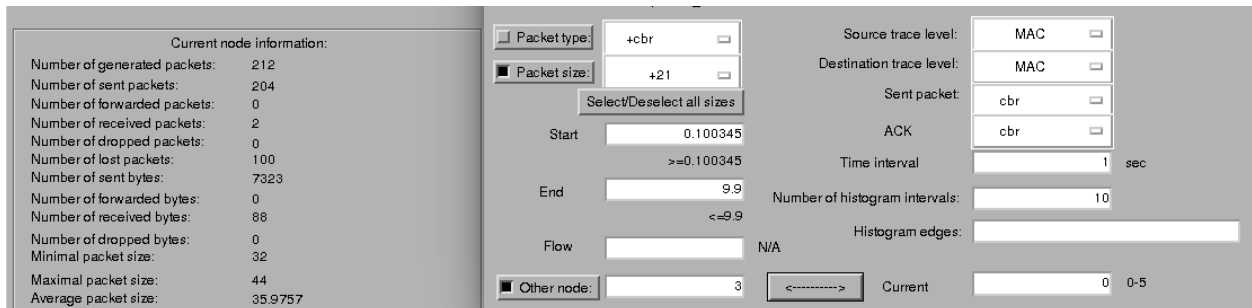 Current node information:
Number of generated packets: 212
Number of sent packets: 204
Number of forwarded packets: 0
Number of received packets: 2
Number of dropped packets: 0
Number of lost packets: 100
Number of sent bytes: 7323
Number of forwarded bytes: 0
Number of received bytes: 88
Number of dropped bytes: 0
Minimal packet size: 32
Maximal packet size: 44
Average packet size: 35.9757
Packet type: +cbr
Packet size: +21
Select/Deselect all sizes
Start 0.100345
>=0.100345
End 9.9
<=9.9
Flow N/A
Other node: 3
Source trace level: MAC
Destination trace level: MAC
Sent packet: cbr
ACK cbr
Time interval 1 sec
Number of histogram intervals: 10
Histogram edges:
<----------> Current 0 0-5